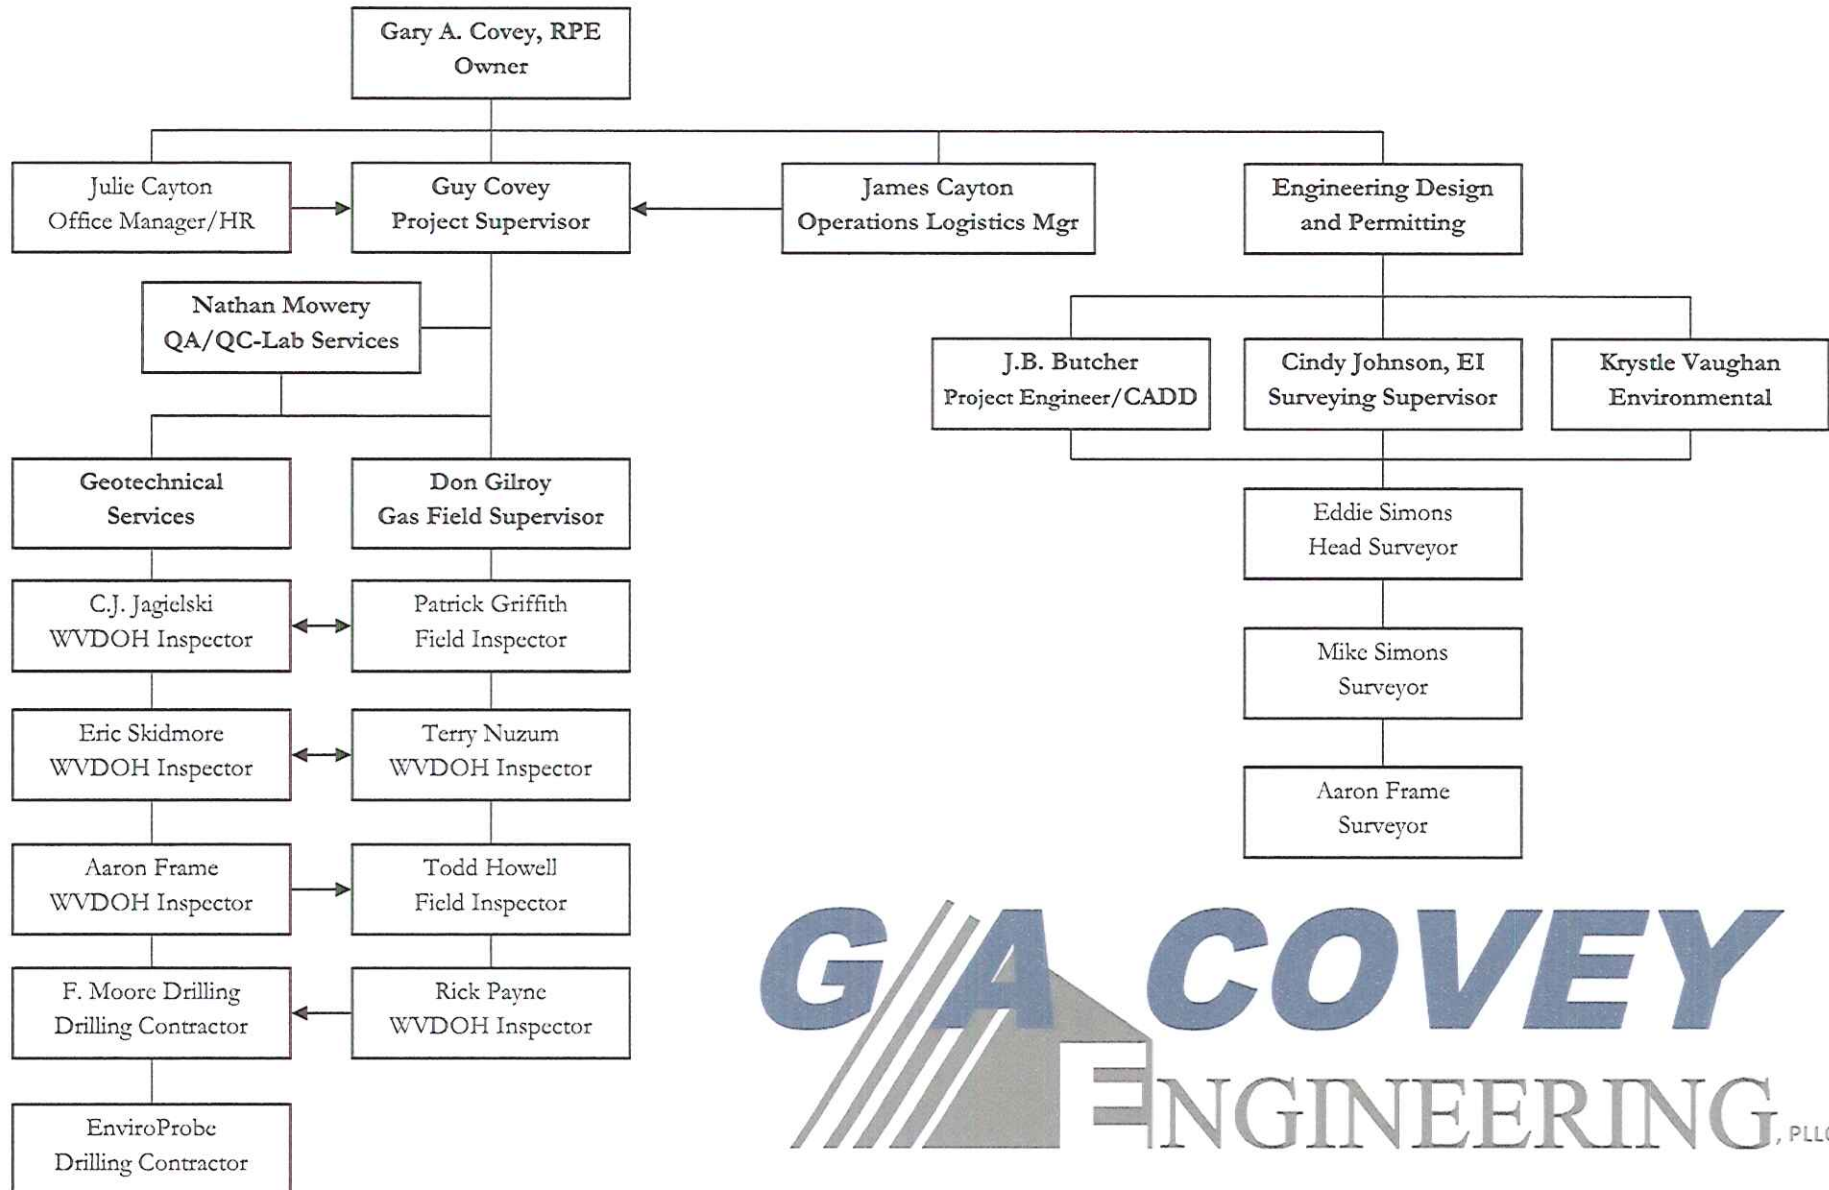 Gary A. Covey, RPE
Owner
Julie Cayton
Office Manager/HR
Guy Covey
Project Supervisor
James Cayton
Operations Logistics Mgr
Engineering Design
and Permitting
Nathan Mowery
QA/QC-Lab Services
J.B. Butcher
Project Engineer/CADD
Cindy Johnson, EI
Surveying Supervisor
Krystle Vaughan
Environmental
Geotechnical
Services
Don Gilroy
Gas Field Supervisor
Eddie Simons
Head Surveyor
C.J. Jagielski
WVDOH Inspector
Patrick Griffith
Field Inspector
Mike Simons
Surveyor
Eric Skidmore
WVDOH Inspector
Terry Nuzum
WVDOH Inspector
Aaron Frame
Surveyor
Aaron Frame
WVDOH Inspector
Todd Howell
Field Inspector
F. Moore Drilling
Drilling Contractor
Rick Payne
WVDOH Inspector
EnviroProbe
Drilling Contractor
GA COVEY
ENGINEERING, PLLC